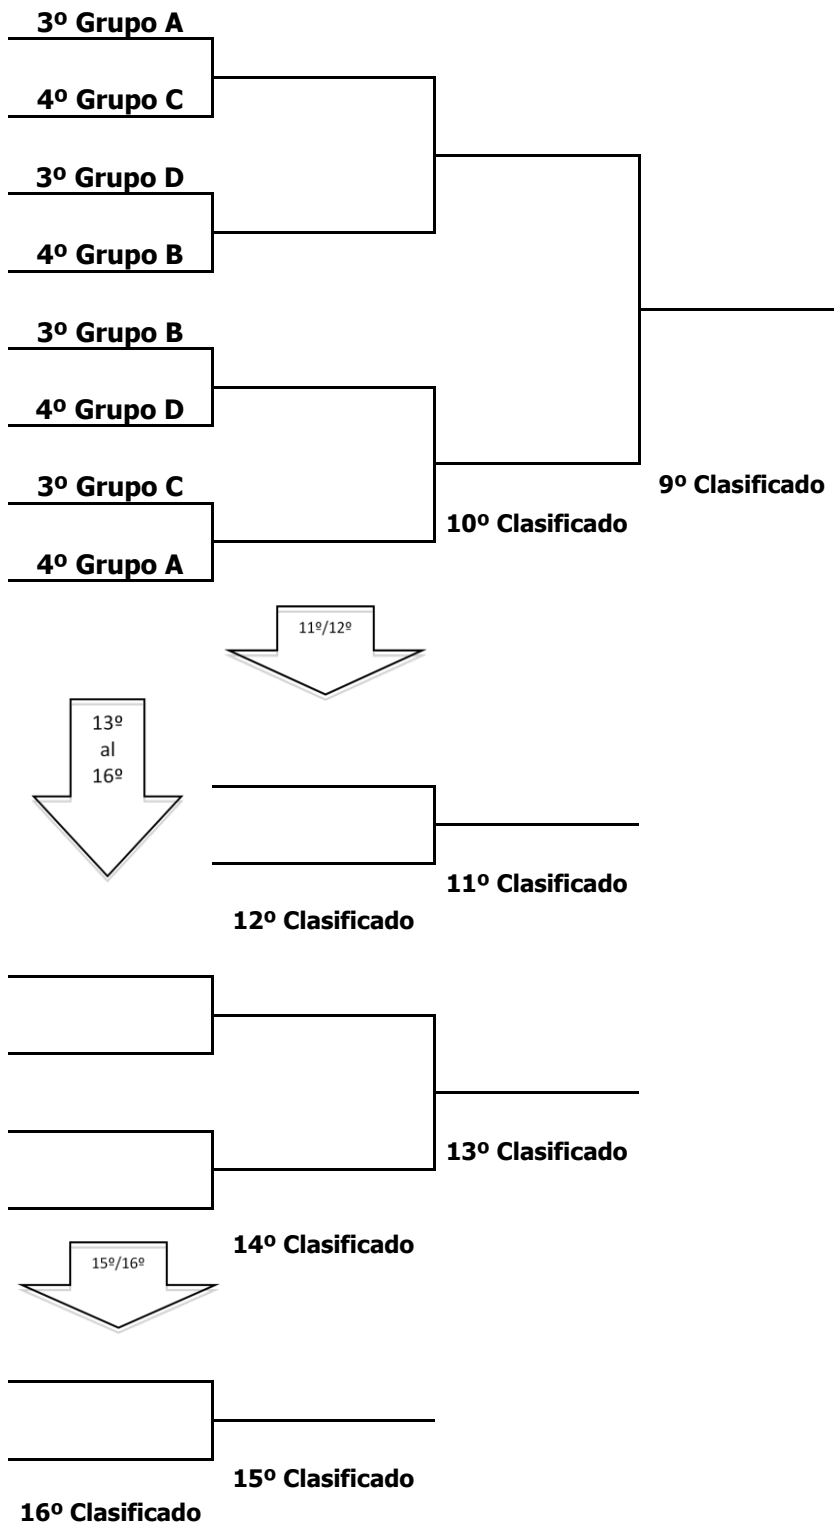 3º Grupo A
4º Grupo C
3º Grupo D
4º Grupo B
3º Grupo B
4º Grupo D
3º Grupo C
4º Grupo A
9º Clasificado
10º Clasificado
11º/12º
13º
al
16º
11º Clasificado
12º Clasificado
13º Clasificado
14º Clasificado
15º/16º
15º Clasificado
16º Clasificado